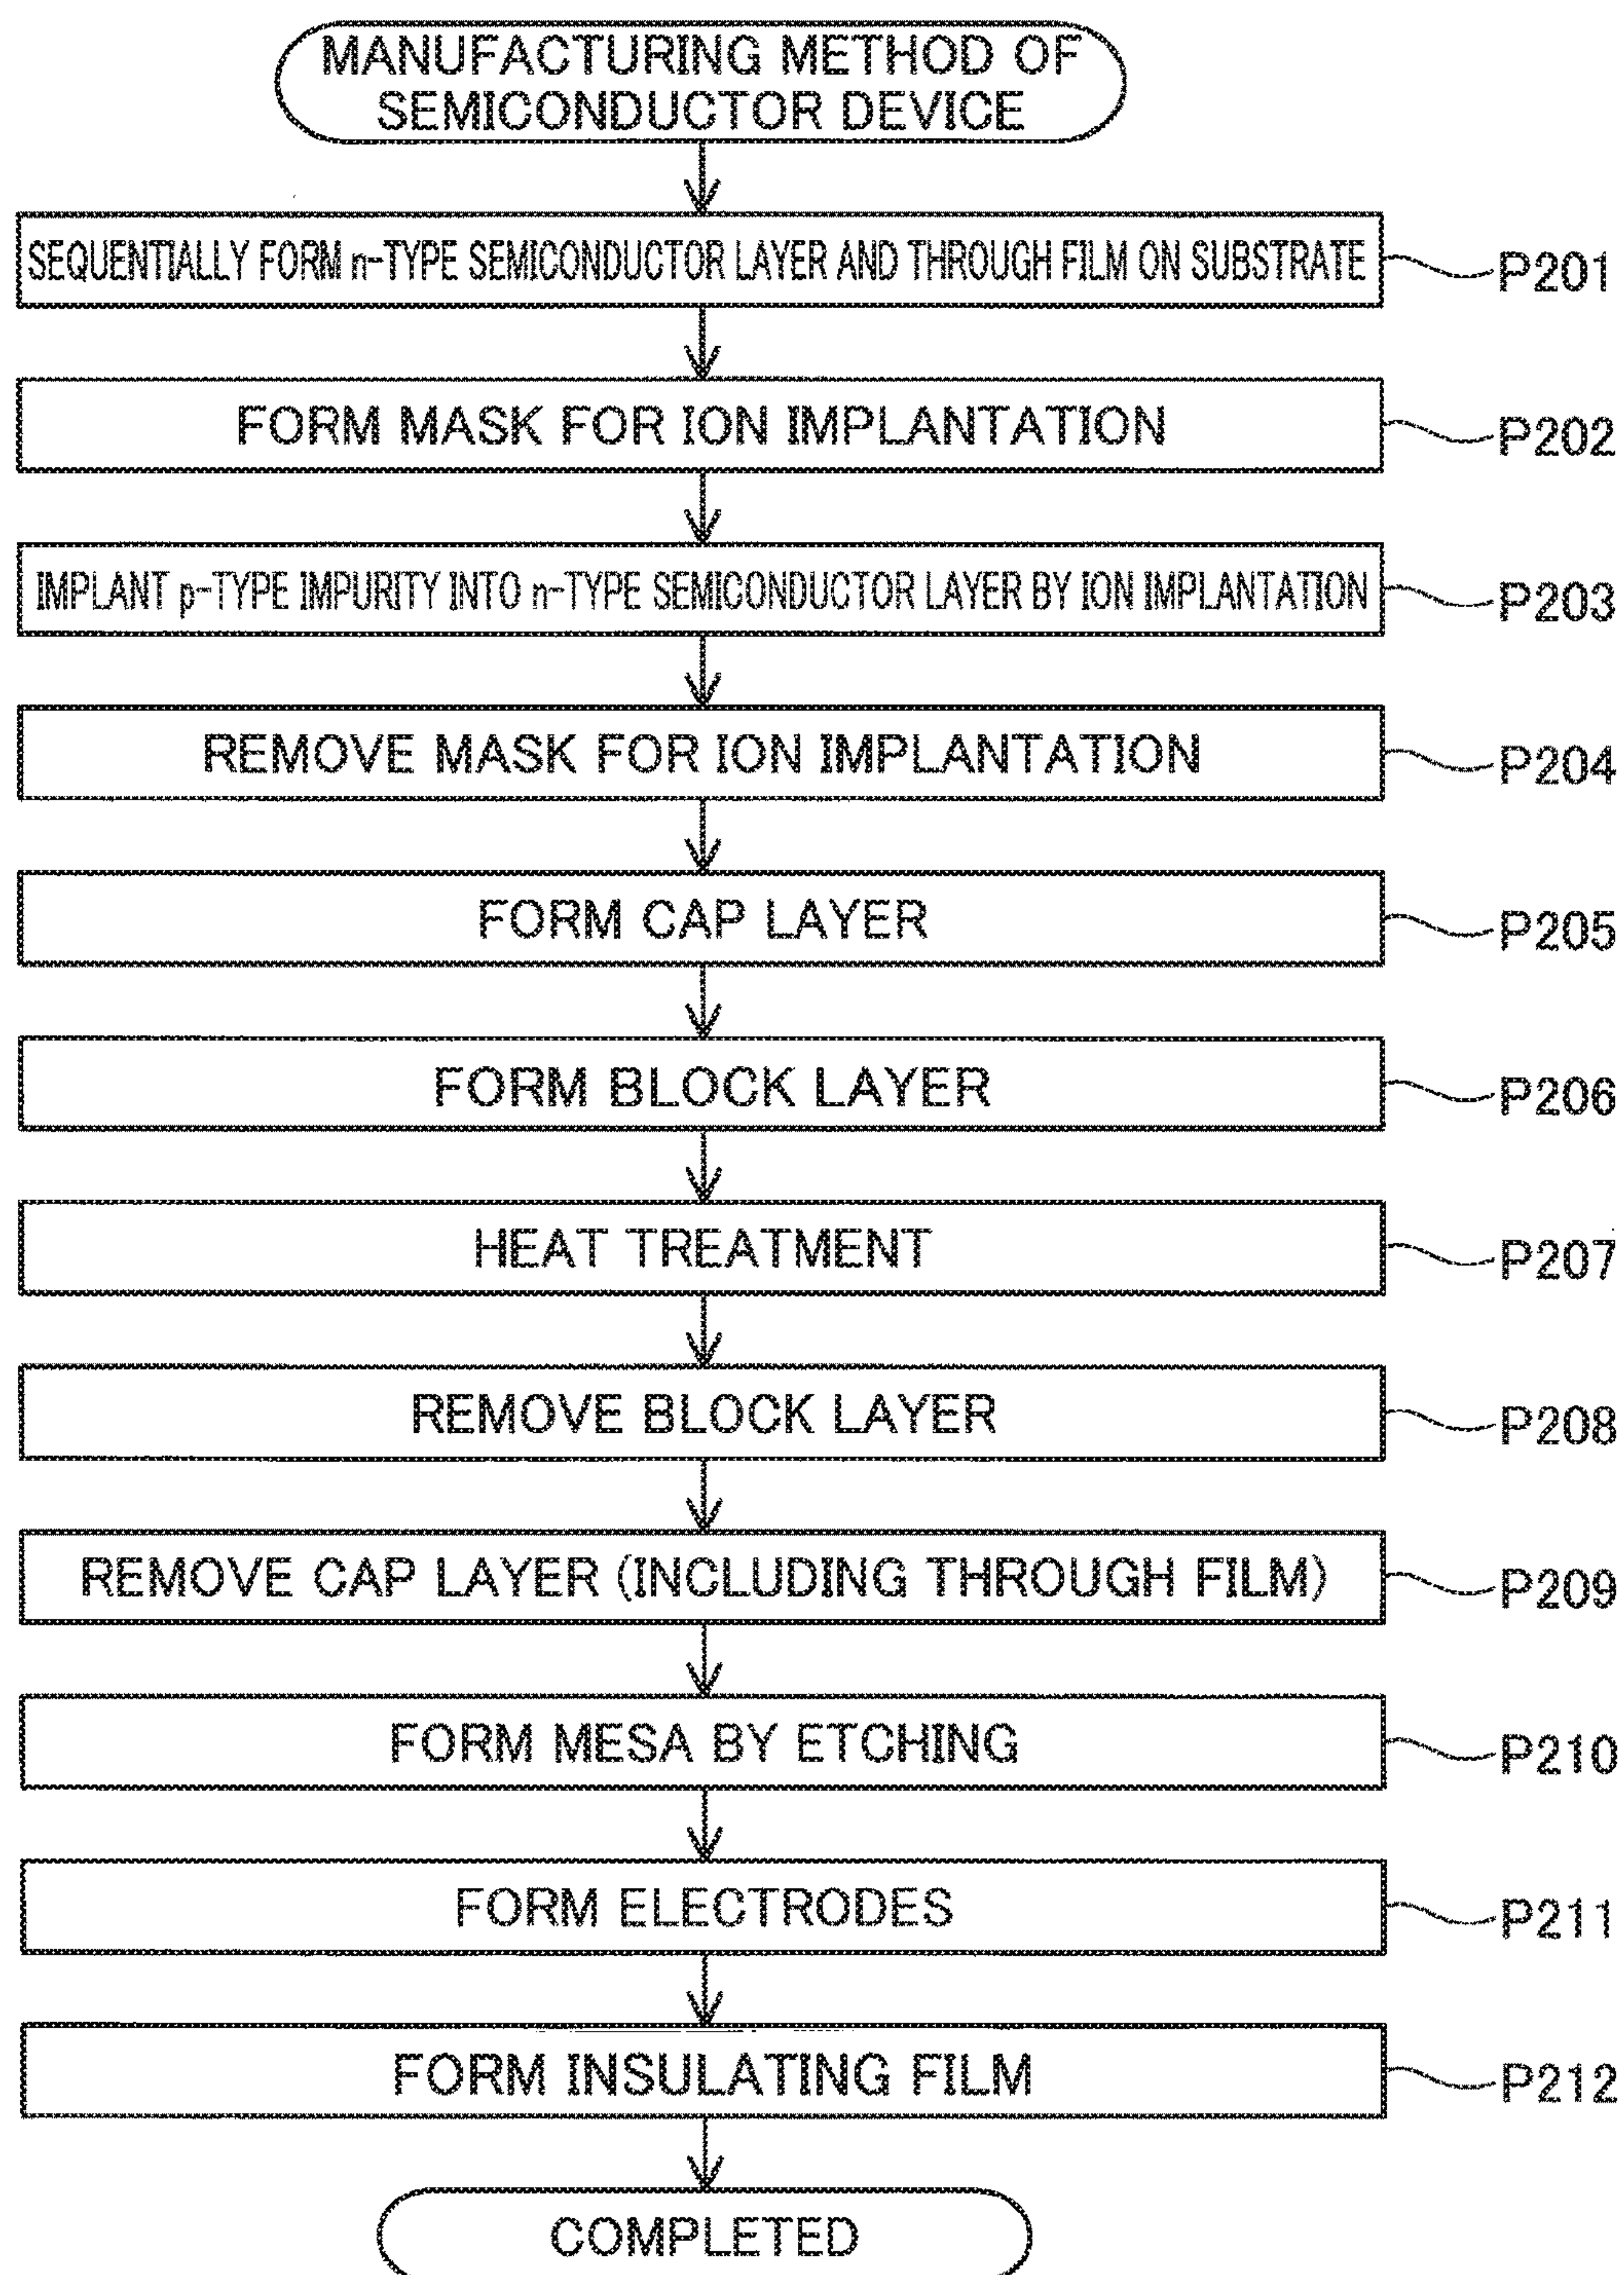 MANUFACTURING METHOD OF
SEMICONDUCTOR DEVICE
SEQUENTIALLY FORM n-TYPE SEMICONDUCTOR LAYER AND THROUGH FILM ON SUBSTRATE
P201
FORM MASK FOR ION IMPLANTATION
P202
IMPLANT p-TYPE IMPURITY INTO n-TYPE SEMICONDUCTOR LAYER BY ION IMPLANTATION
P203
REMOVE MASK FOR ION IMPLANTATION
P204
FORM CAP LAYER
P205
FORM BLOCK LAYER
P206
HEAT TREATMENT
P207
REMOVE BLOCK LAYER
P208
REMOVE CAP LAYER (INCLUDING THROUGH FILM)
P209
FORM MESA BY ETCHING
P210
FORM ELECTRODES
P211
FORM INSULATING FILM
P212
COMPLETED